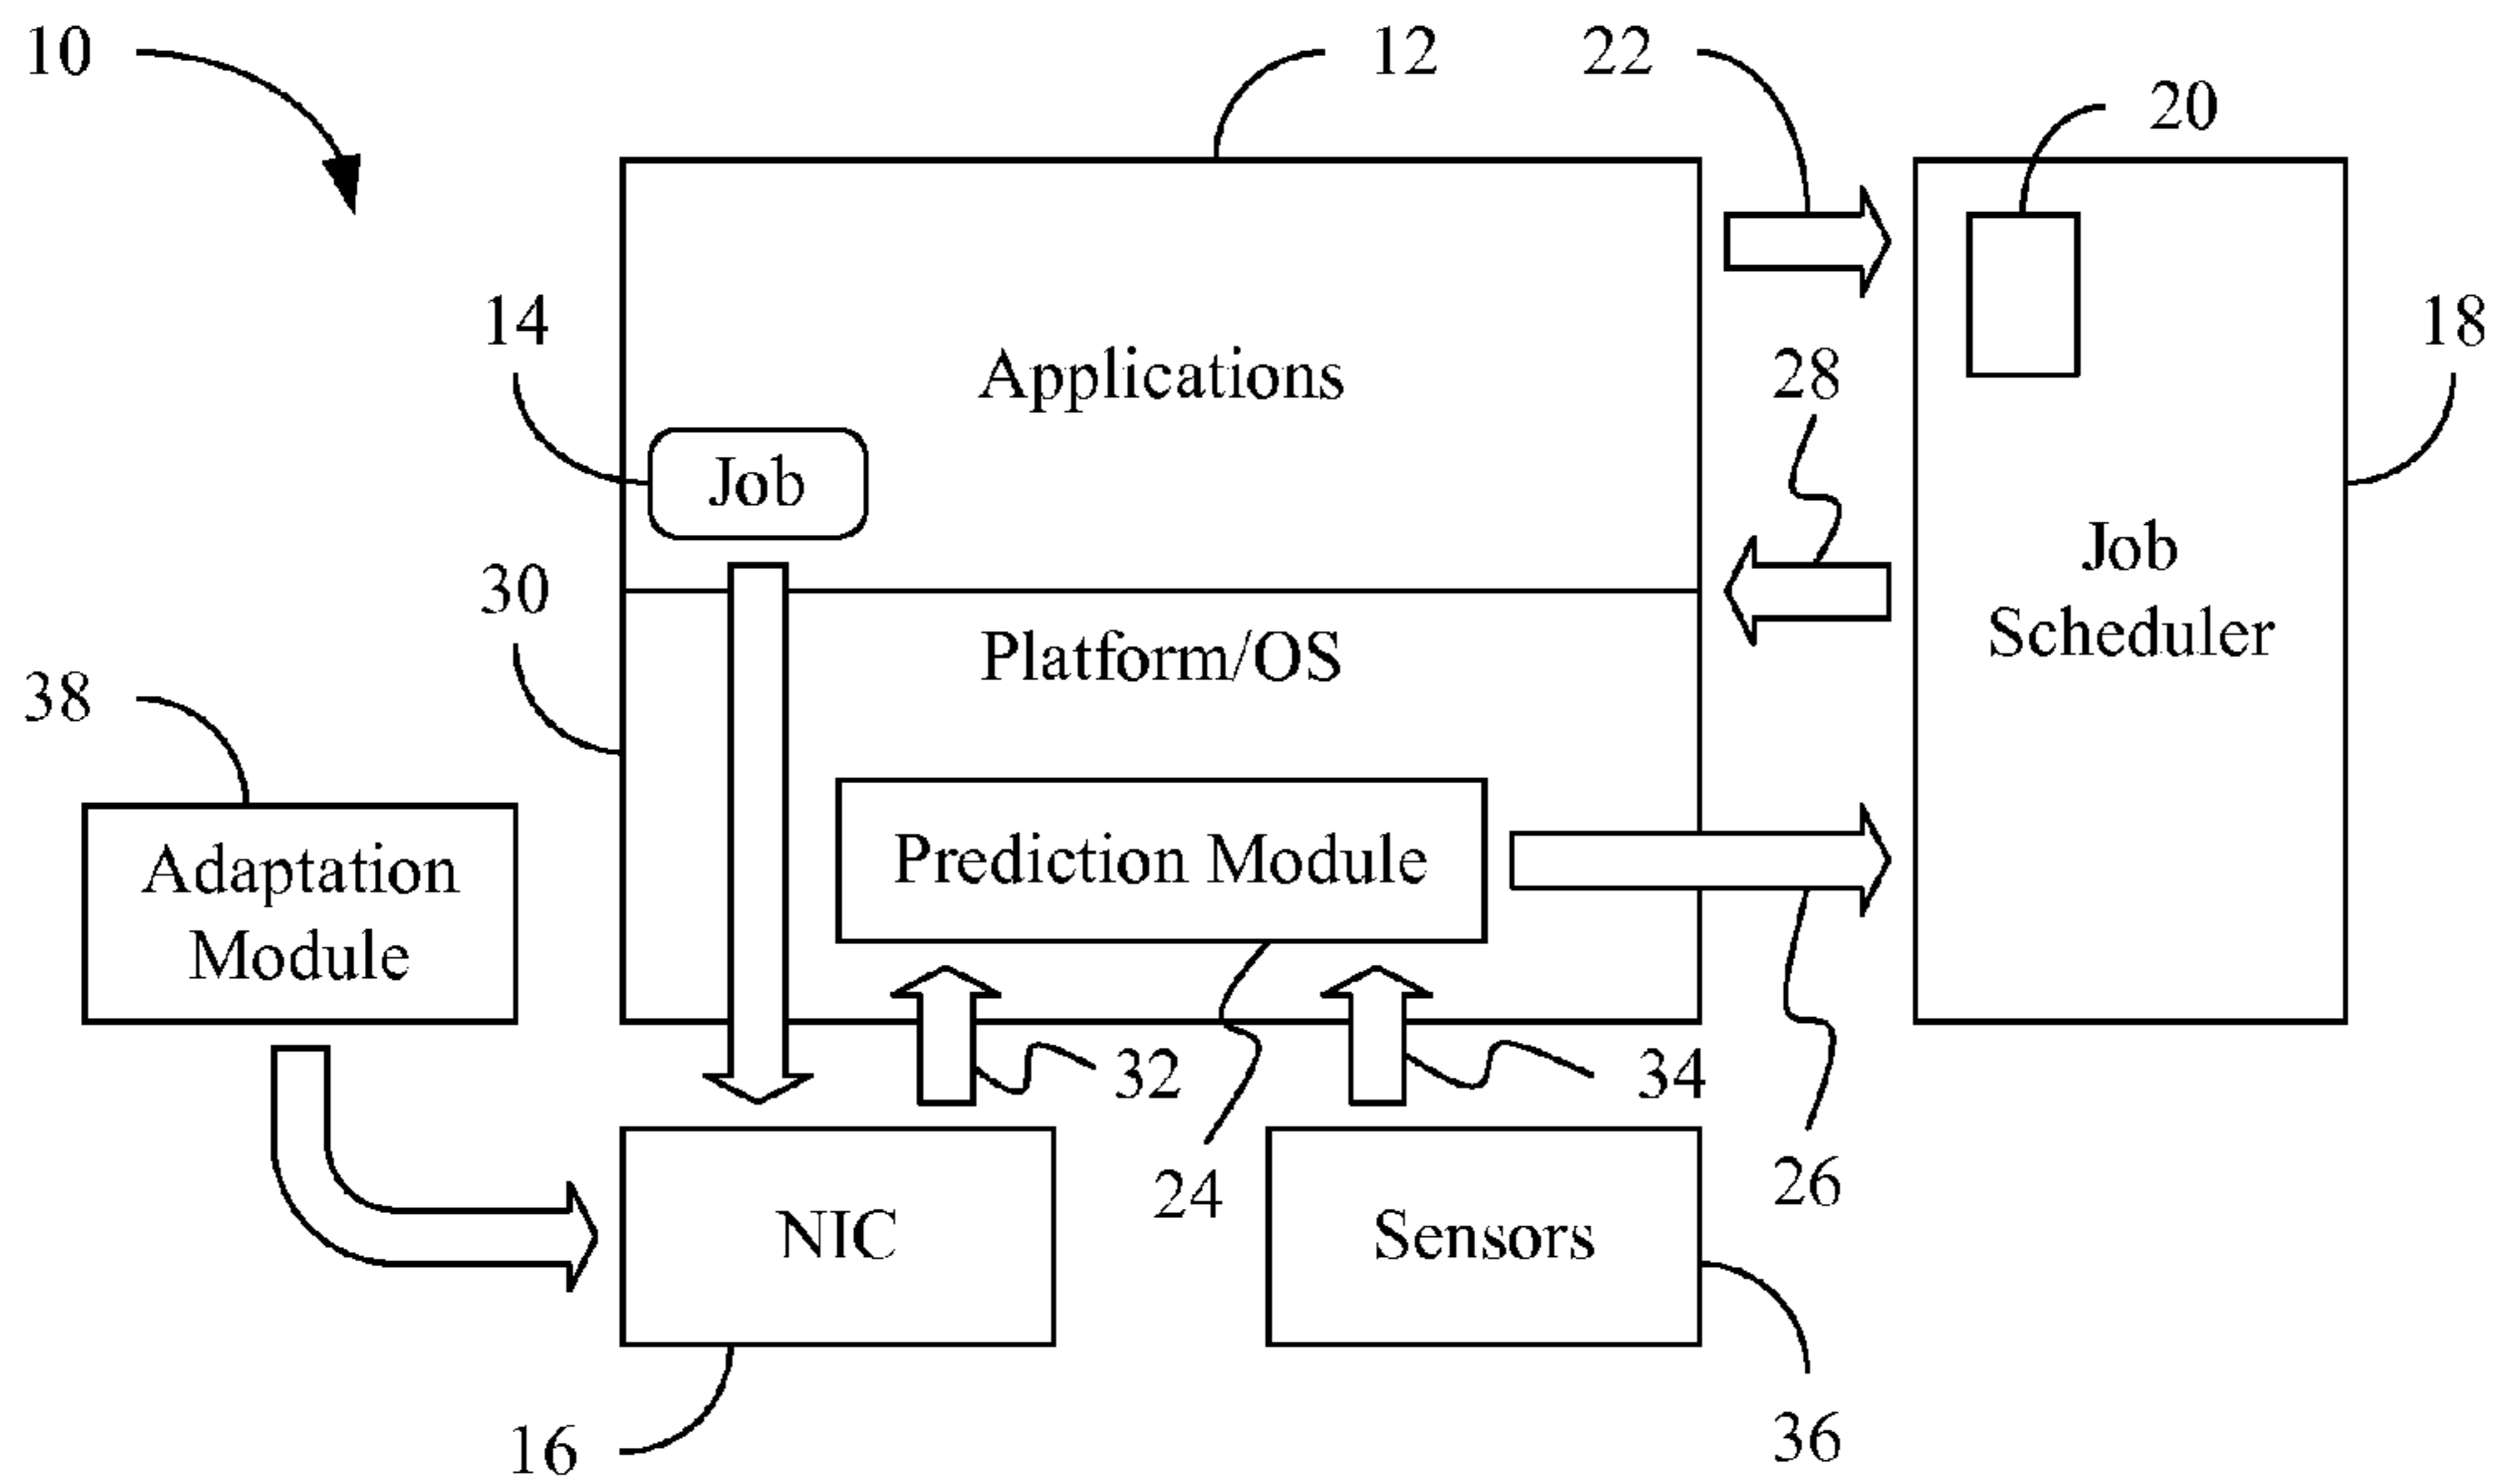 10
12
22
20
14
Applications
28
18
Job
30
Job
Scheduler
Platform/OS
38
Adaptation
Module
Prediction Module
32
34
24
26
NIC
Sensors
16
36